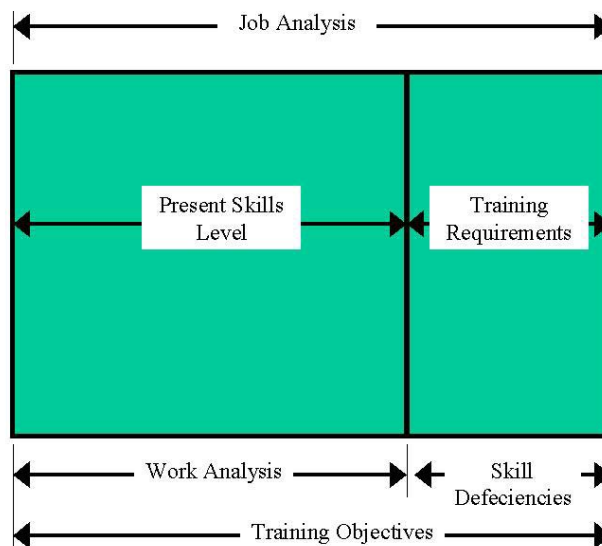 Job Analysis
Present Skills
Level
Training
Requirements
Work Analysis
Skill
Defeciencies
Training Objectives